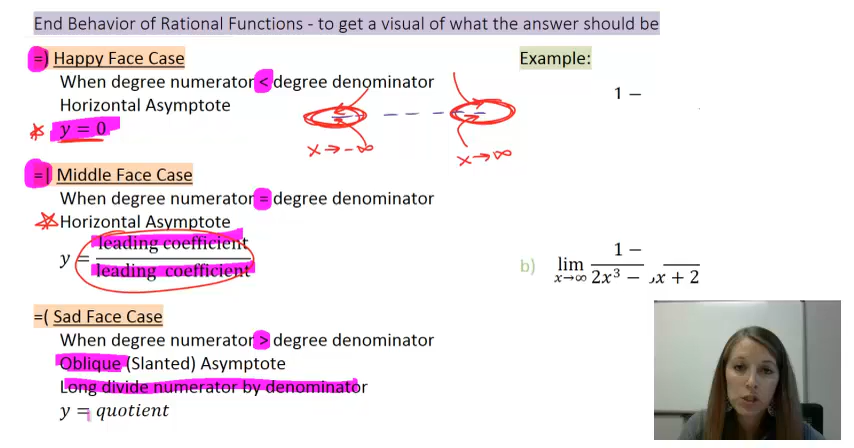 End Behavior of Rational Functions - to get a visual of what the answer should be
=) Happy Face Case
Example:
When degree numerator < degree denominator
1 −
Horizontal Asymptote
y = 0
x → -∞
x → ∞
=| Middle Face Case
When degree numerator = degree denominator
Horizontal Asymptote
y = leading coefficient / leading coefficient
b) lim x→∞ 1 − / 2x³ − x + 2
=( Sad Face Case
When degree numerator > degree denominator
Oblique (Slanted) Asymptote
Long divide numerator by denominator
y = quotient